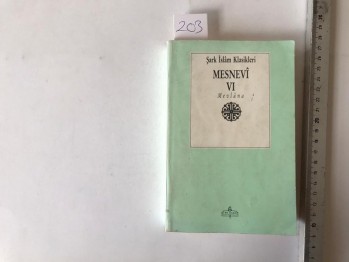 203
Şark İslâm Klasikleri
MESNEVÎ
VI
Mevlâna